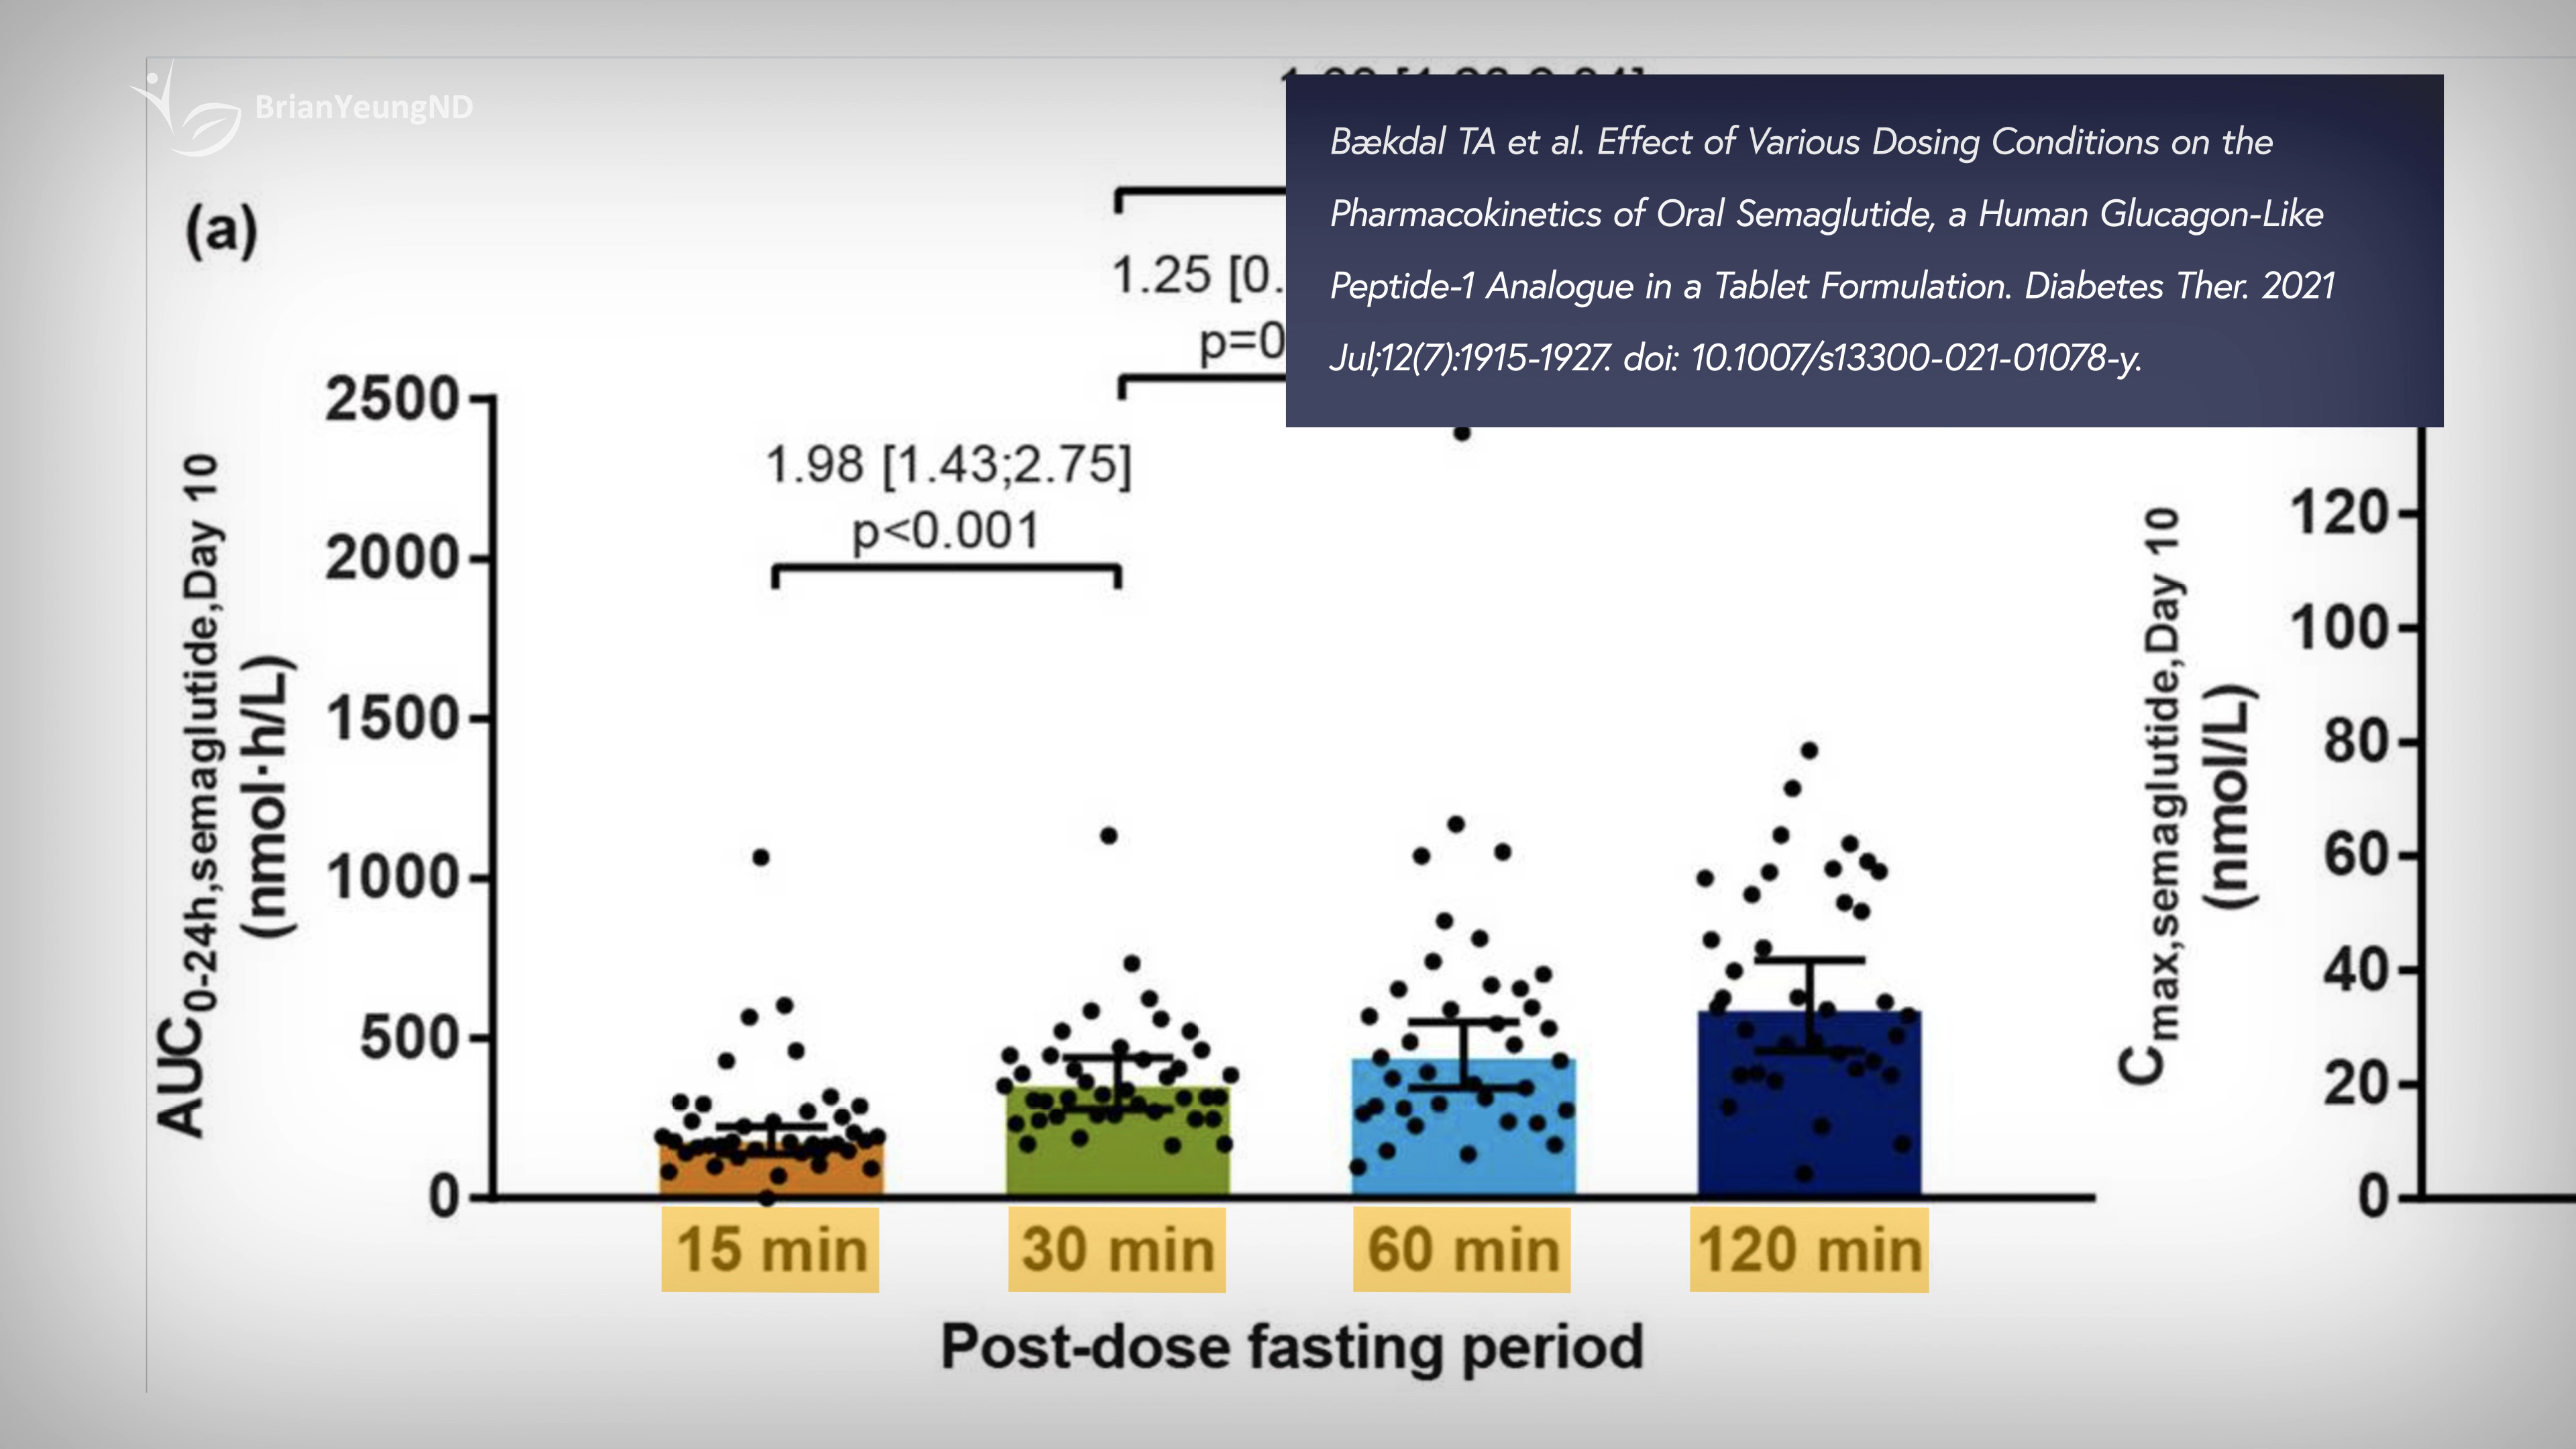 BrianYeungND
Bækdal TA et al. Effect of Various Dosing Conditions on the
Pharmacokinetics of Oral Semaglutide, a Human Glucagon-Like
Peptide-1 Analogue in a Tablet Formulation. Diabetes Ther. 2021
Jul;12(7):1915-1927. doi: 10.1007/s13300-021-01078-y.
(a)
1.25 [0.
p=0
1.98 [1.43;2.75]
p<0.001
AUC0-24h,semaglutide,Day 10
(nmol·h/L)
2500
2000
1500
1000
500
0
15 min
30 min
60 min
120 min
Post-dose fasting period
Cmax,semaglutide,Day 10
(nmol/L)
120
100
80
60
40
20
0